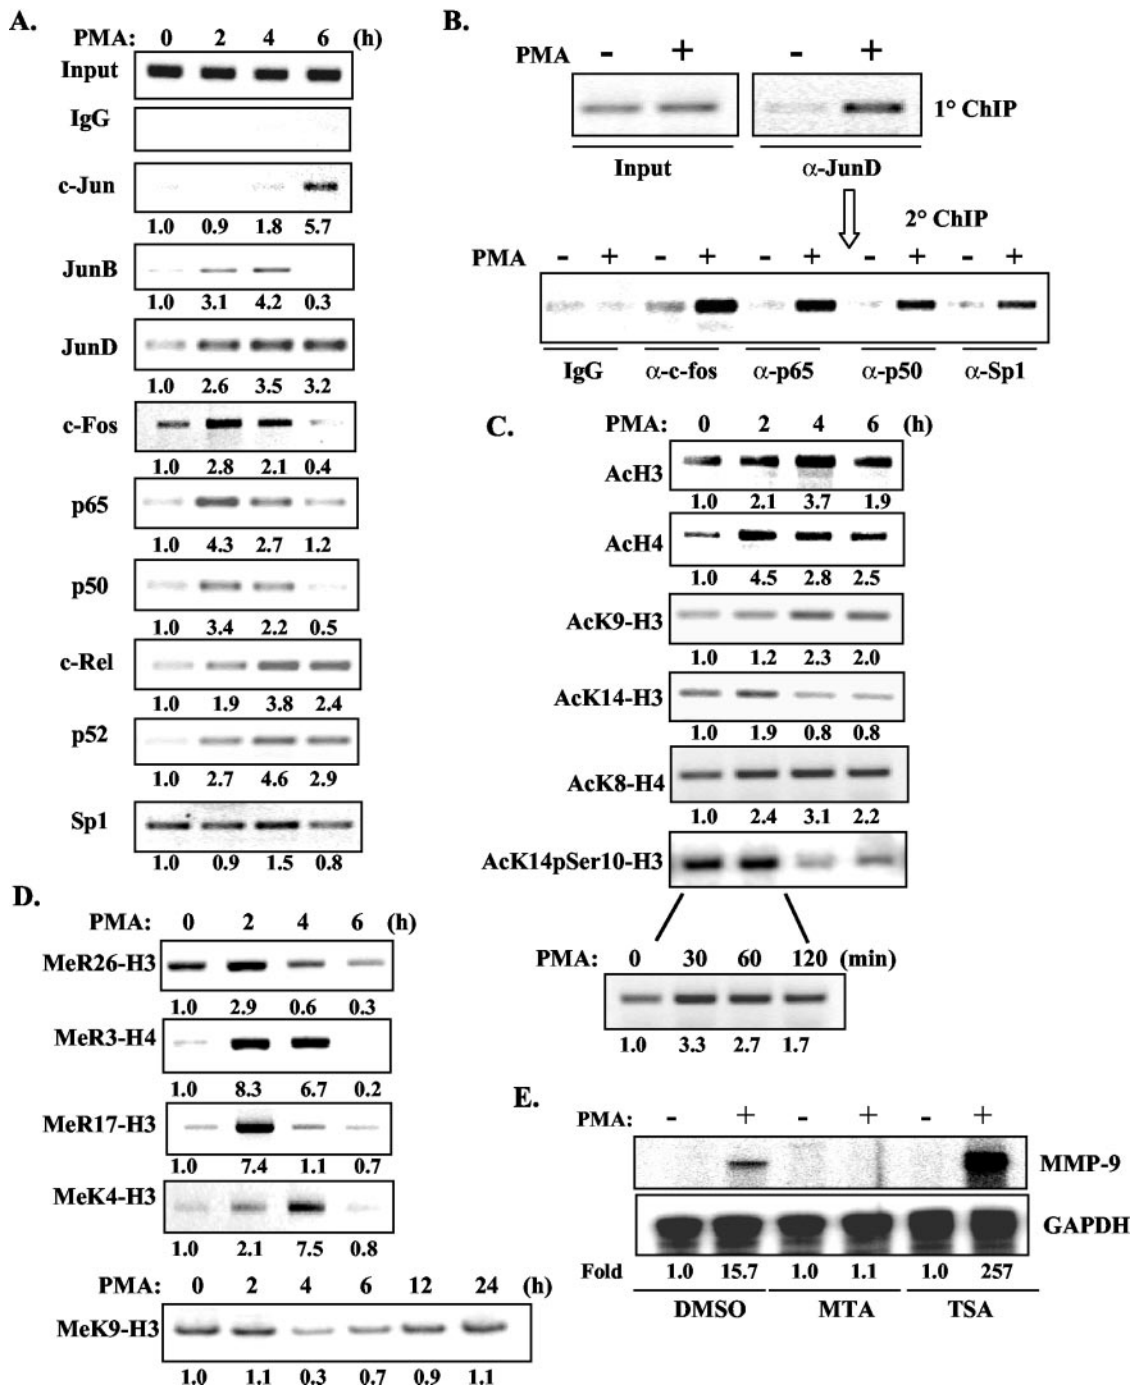 A.
PMA: 0 2 4 6 (h)
Input
IgG
c-Jun
1.0 0.9 1.8 5.7
JunB
1.0 3.1 4.2 0.3
JunD
1.0 2.6 3.5 3.2
c-Fos
1.0 2.8 2.1 0.4
p65
1.0 4.3 2.7 1.2
p50
1.0 3.4 2.2 0.5
c-Rel
1.0 1.9 3.8 2.4
p52
1.0 2.7 4.6 2.9
Sp1
1.0 0.9 1.5 0.8
B.
PMA - + - +
1° ChIP
Input α-JunD
2° ChIP
PMA - + - + - + - + - +
IgG α-c-fos α-p65 α-p50 α-Sp1
C.
PMA: 0 2 4 6 (h)
AcH3
1.0 2.1 3.7 1.9
AcH4
1.0 4.5 2.8 2.5
AcK9-H3
1.0 1.2 2.3 2.0
AcK14-H3
1.0 1.9 0.8 0.8
AcK8-H4
1.0 2.4 3.1 2.2
AcK14pSer10-H3
PMA: 0 30 60 120 (min)
1.0 3.3 2.7 1.7
D.
PMA: 0 2 4 6 (h)
MeR26-H3
1.0 2.9 0.6 0.3
MeR3-H4
1.0 8.3 6.7 0.2
MeR17-H3
1.0 7.4 1.1 0.7
MeK4-H3
1.0 2.1 7.5 0.8
PMA: 0 2 4 6 12 24 (h)
MeK9-H3
1.0 1.1 0.3 0.7 0.9 1.1
E.
PMA: - + - + - +
MMP-9
GAPDH
Fold 1.0 15.7 1.0 1.1 1.0 257
DMSO MTA TSA